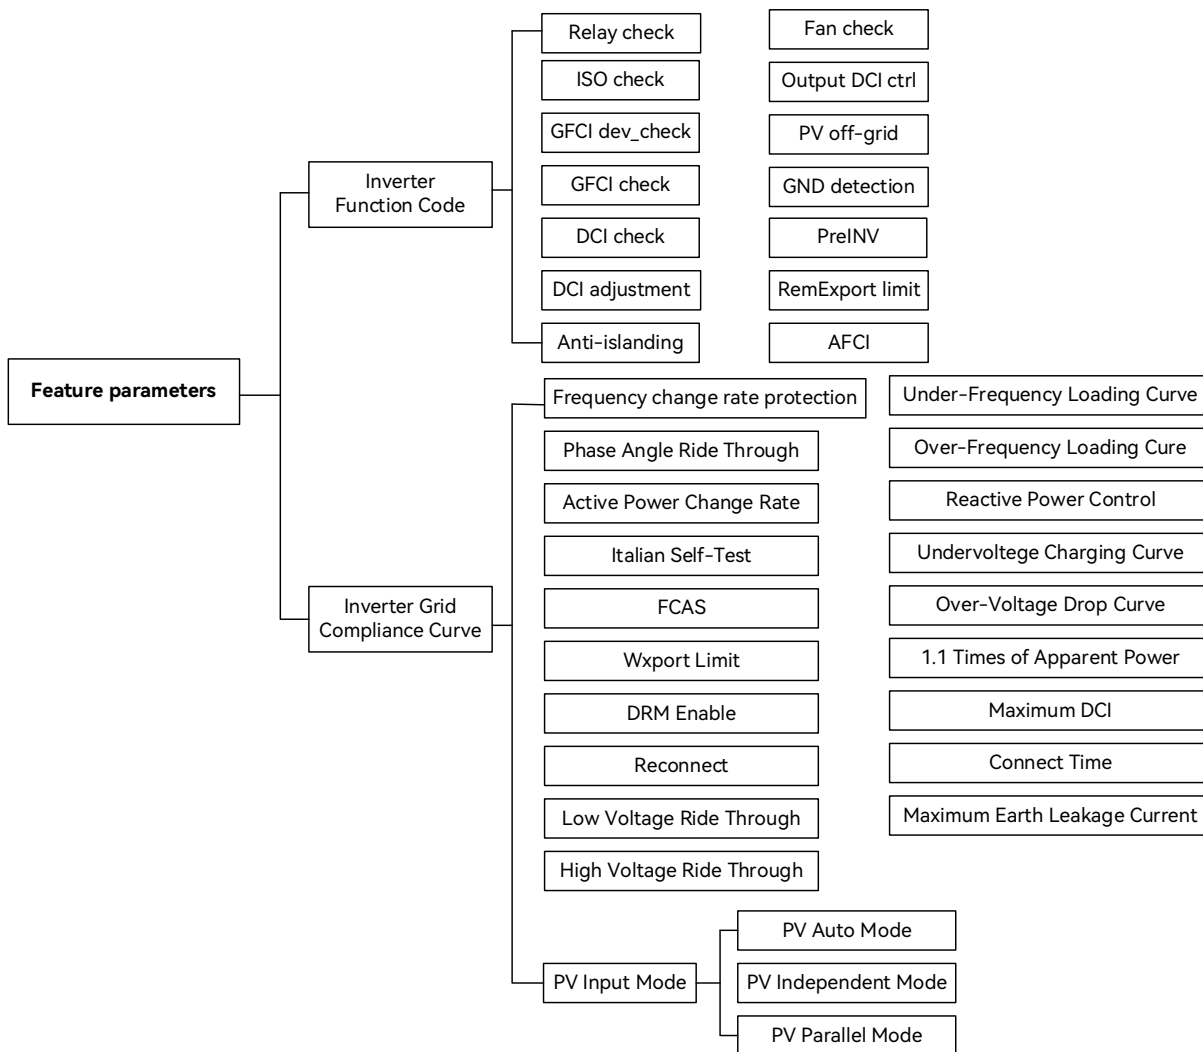 Feature parameters
Inverter
Function Code
Relay check
ISO check
GFCI dev_check
GFCI check
DCI check
DCI adjustment
Anti-islanding
Fan check
Output DCI ctrl
PV off-grid
GND detection
PreINV
RemExport limit
AFCI
Inverter Grid
Compliance Curve
Frequency change rate protection
Phase Angle Ride Through
Active Power Change Rate
Italian Self-Test
FCAS
Wxport Limit
DRM Enable
Reconnect
Low Voltage Ride Through
High Voltage Ride Through
Under-Frequency Loading Curve
Over-Frequency Loading Cure
Reactive Power Control
Undervoltege Charging Curve
Over-Voltage Drop Curve
1.1 Times of Apparent Power
Maximum DCI
Connect Time
Maximum Earth Leakage Current
PV Input Mode
PV Auto Mode
PV Independent Mode
PV Parallel Mode